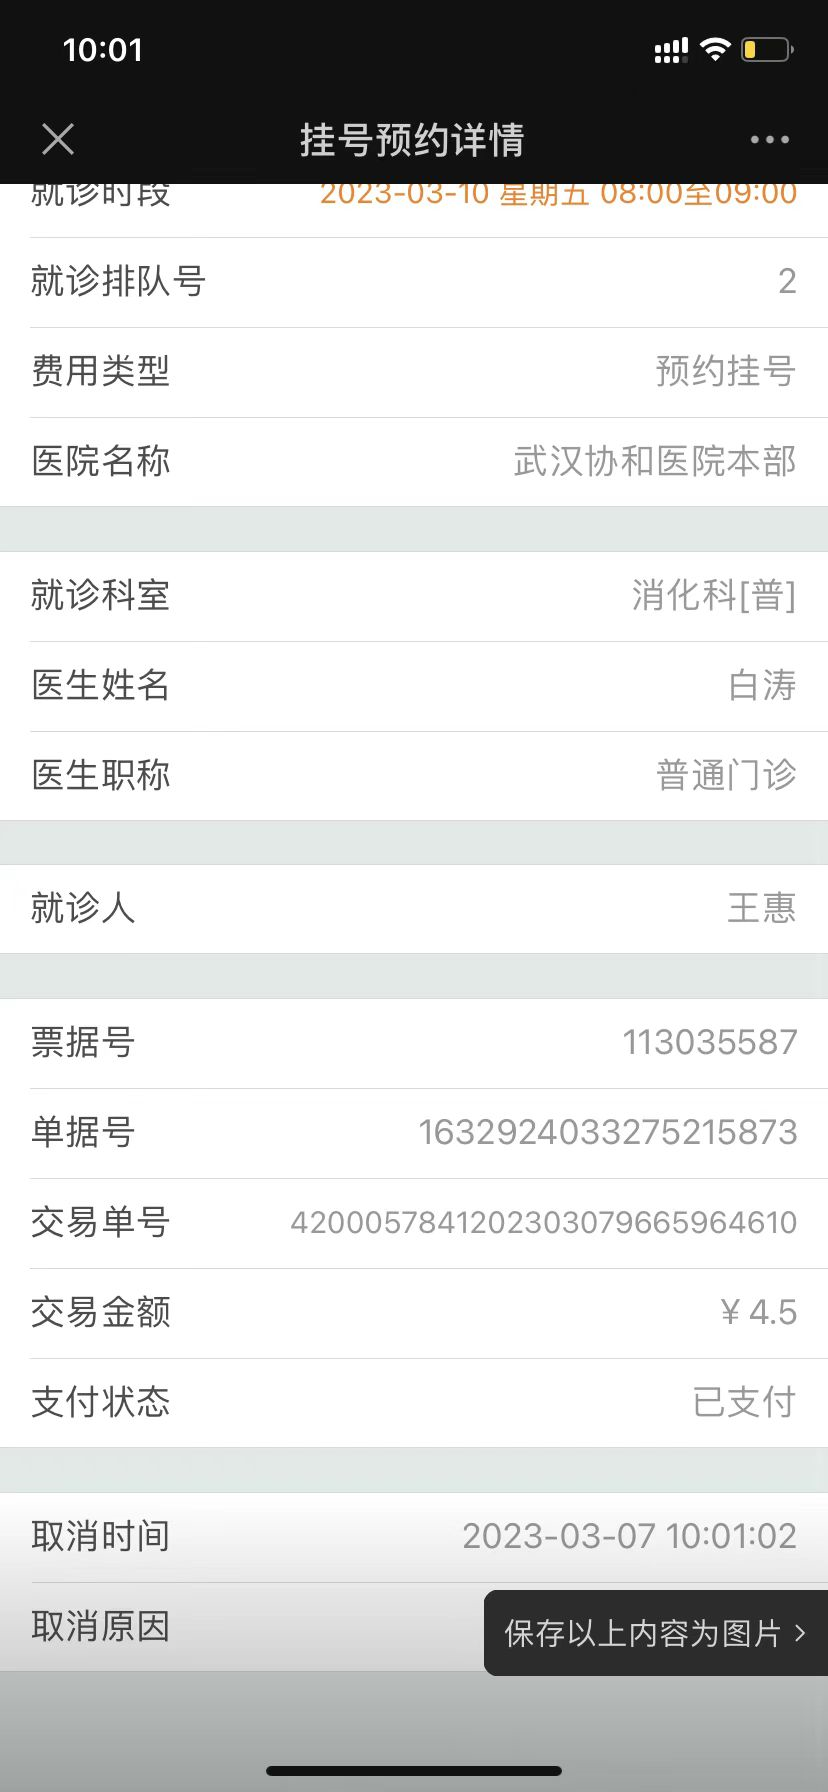 10:01
挂号预约详情
就诊时段 2023-03-10 星期五 08:00至09:00
就诊排队号 2
费用类型 预约挂号
医院名称 武汉协和医院本部
就诊科室 消化科[普]
医生姓名 白涛
医生职称 普通门诊
就诊人 王惠
票据号 113035587
单据号 1632924033275215873
交易单号 4200057841202303079665964610
交易金额 ¥ 4.5
支付状态 已支付
取消时间 2023-03-07 10:01:02
取消原因
保存以上内容为图片 >